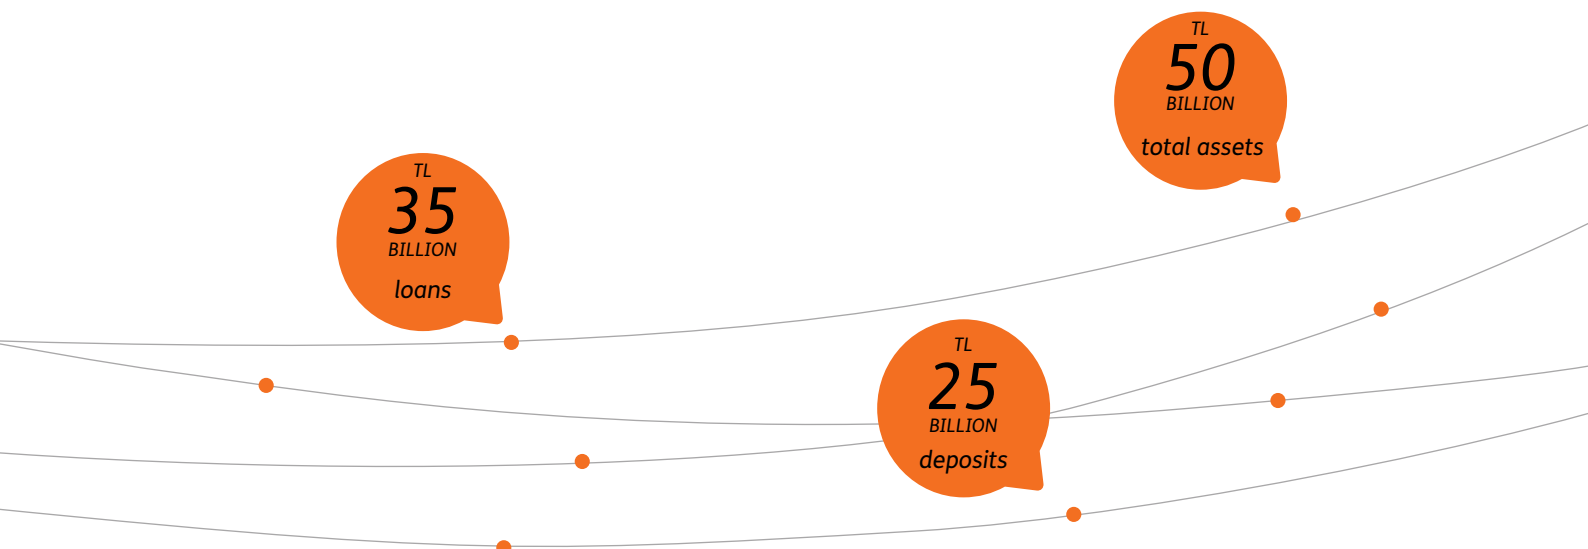 TL
35
BILLION
loans
TL
25
BILLION
deposits
TL
50
BILLION
total assets